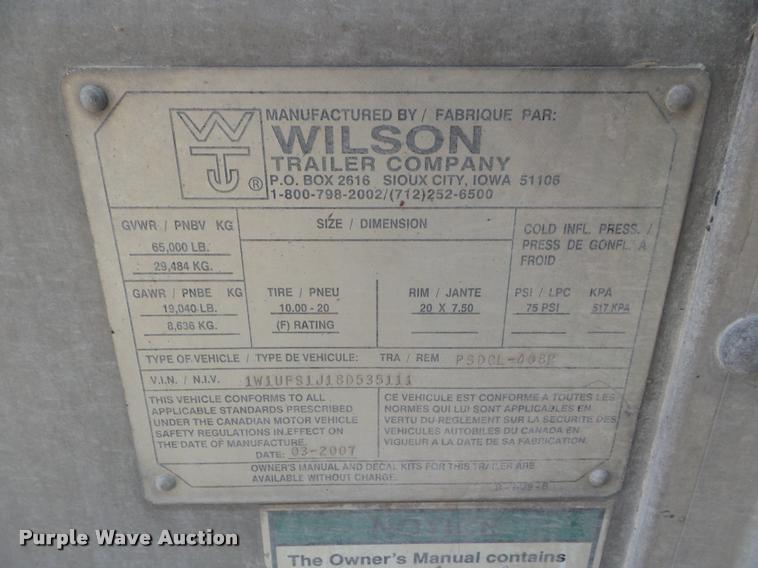 MANUFACTURED BY / FABRIQUE PAR:
WTJ ®
WILSON
TRAILER COMPANY
P.O. BOX 2616 SIOUX CITY, IOWA 51106
1-800-798-2002/(712)252-6500
GVWR / PNBV KG
65,000 LB.
29,484 KG.
SIZE / DIMENSION
COLD INFL. PRESS. /
PRESS DE GONFL. A
FROID
GAWR / PNBE KG
19,040 LB.
8,636 KG.
TIRE / PNEU
10.00 - 20
(F) RATING
RIM / JANTE
20 X 7.50
PSI / LPC KPA
75 PSI 517 KPA
TYPE OF VEHICLE / TYPE DE VEHICULE: TRA / REM
V.I.N. / N.I.V. 1W1UFS1J18D535111
THIS VEHICLE CONFORMS TO ALL
APPLICABLE STANDARDS PRESCRIBED
UNDER THE CANADIAN MOTOR VEHICLE
SAFETY REGULATIONS IN EFFECT ON
THE DATE OF MANUFACTURE.
DATE: 03-2007
CE VEHICULE EST CONFORME A TOUTES LES
NORMES QUI LUI SONT APPLICABLES EN
VERTU DU REGLEMENT SUR LA SECURITE DES
VEHICULES AUTOMOBILES DU CANADA EN
VIGUEUR A LA DATE DE SA FABRICATION.
OWNER'S MANUAL AND DECAL KITS FOR THIS TRAILER ARE
AVAILABLE WITHOUT CHARGE.
NOTICE
The Owner's Manual contains
Purple Wave Auction